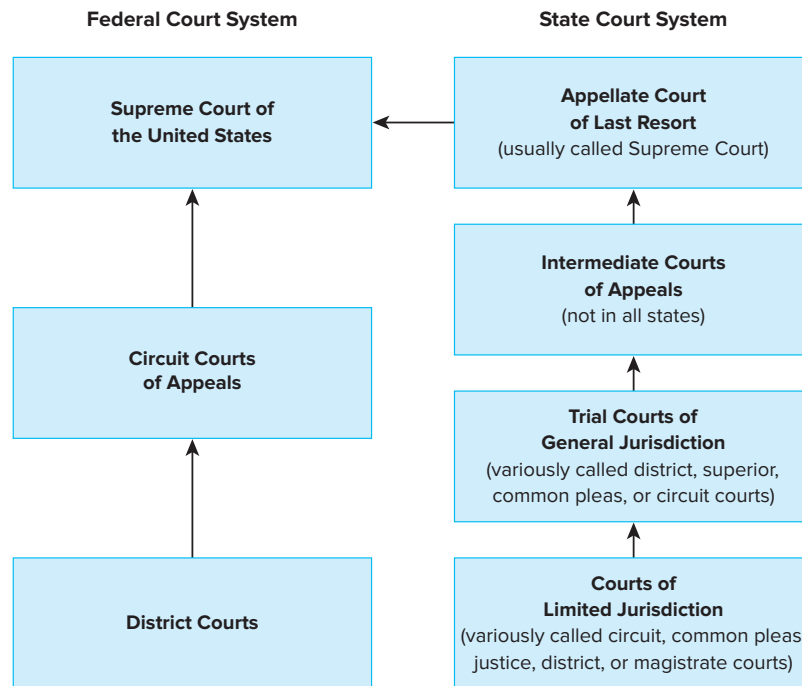 Federal Court System
Supreme Court of
the United States
Circuit Courts
of Appeals
District Courts
State Court System
Appellate Court
of Last Resort
(usually called Supreme Court)
Intermediate Courts
of Appeals
(not in all states)
Trial Courts of
General Jurisdiction
(variously called district, superior,
common pleas, or circuit courts)
Courts of
Limited Jurisdiction
(variously called circuit, common pleas
justice, district, or magistrate courts)